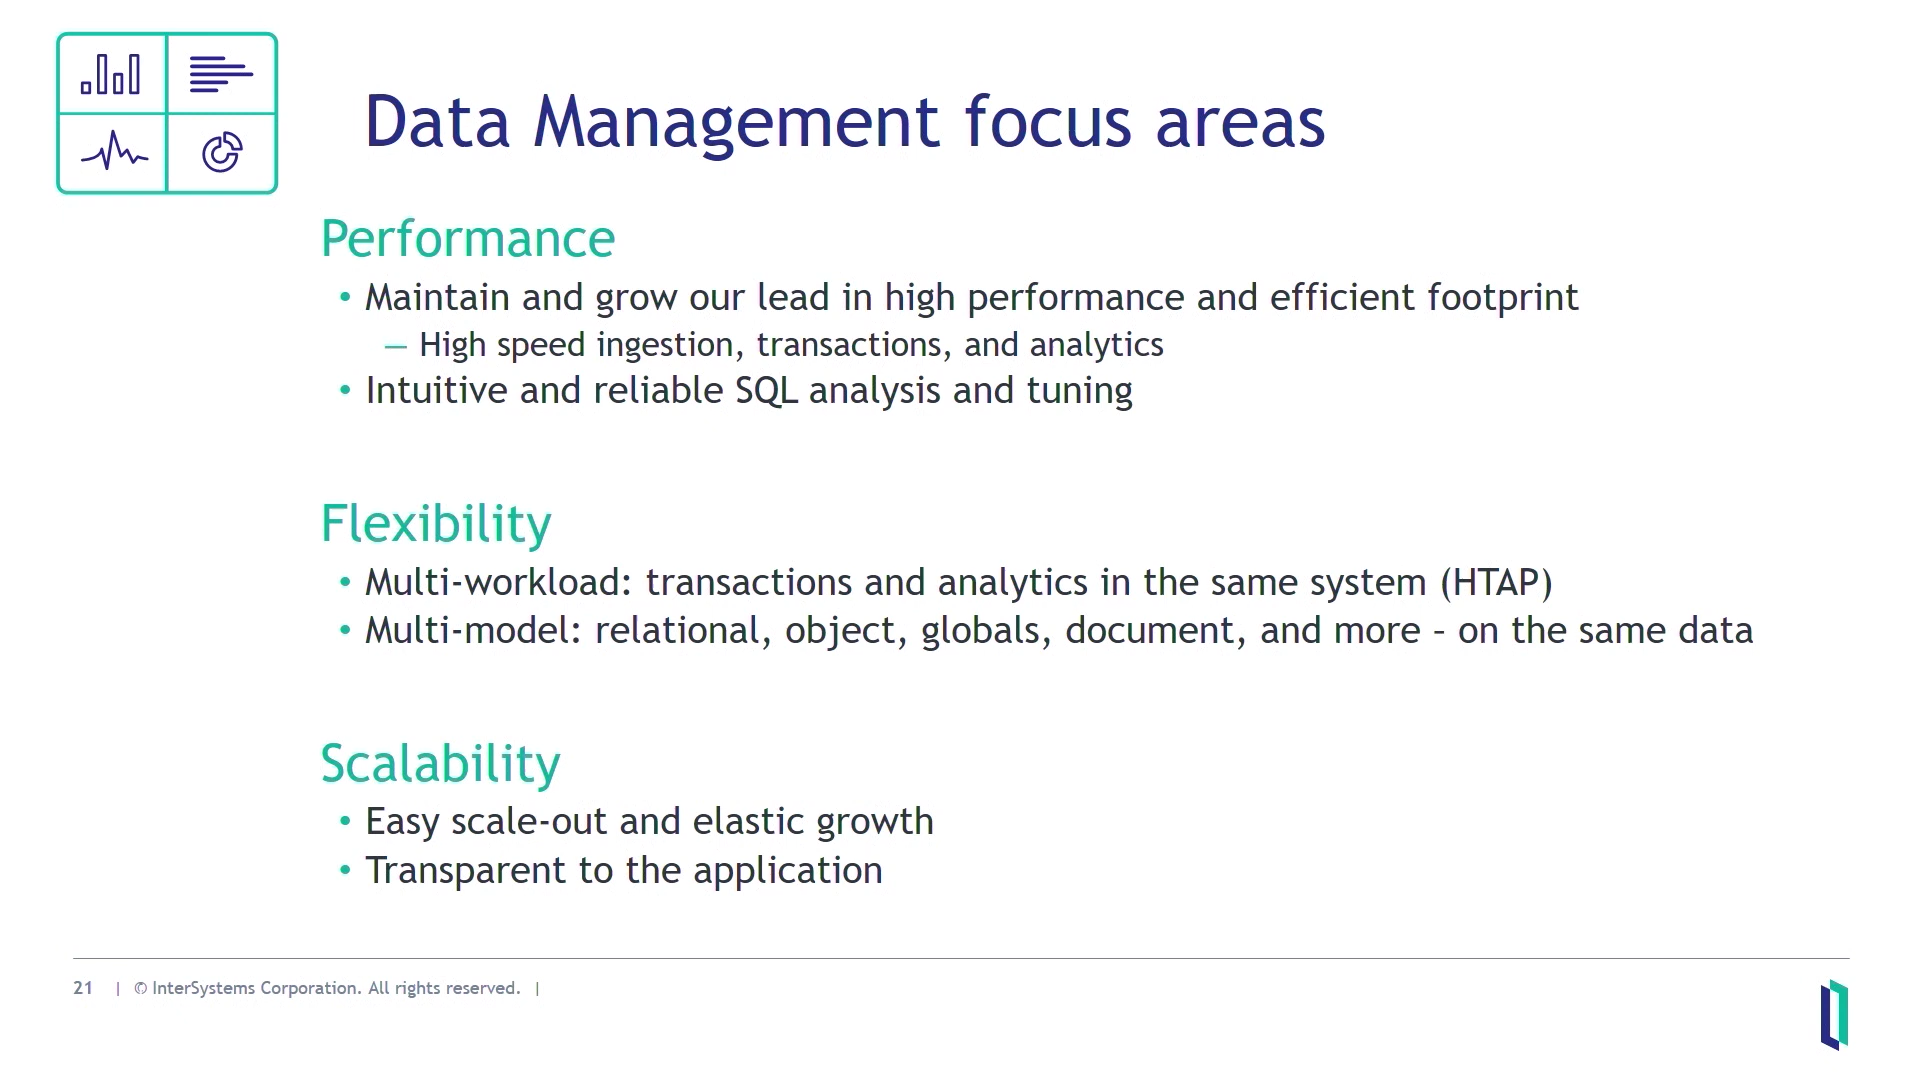 Data Management focus areas
Performance
• Maintain and grow our lead in high performance and efficient footprint
— High speed ingestion, transactions, and analytics
• Intuitive and reliable SQL analysis and tuning
Flexibility
• Multi-workload: transactions and analytics in the same system (HTAP)
• Multi-model: relational, object, globals, document, and more – on the same data
Scalability
• Easy scale-out and elastic growth
• Transparent to the application
21 | © InterSystems Corporation. All rights reserved. |